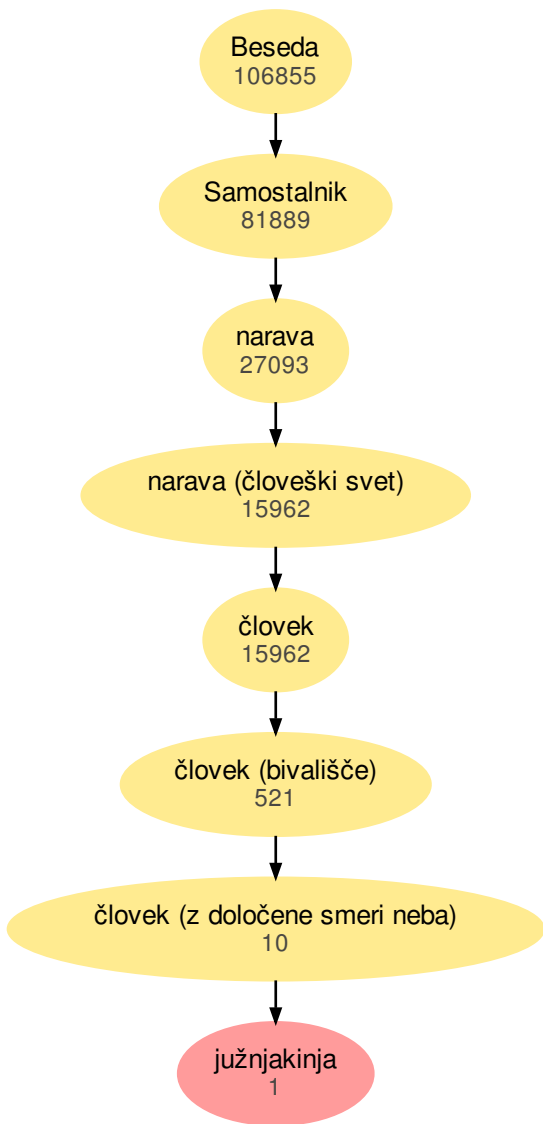 Beseda
106855
Samostalnik
81889
narava
27093
narava (človeški svet)
15962
človek
15962
človek (bivališče)
521
človek (z določene smeri neba)
10
južnjakinja
1